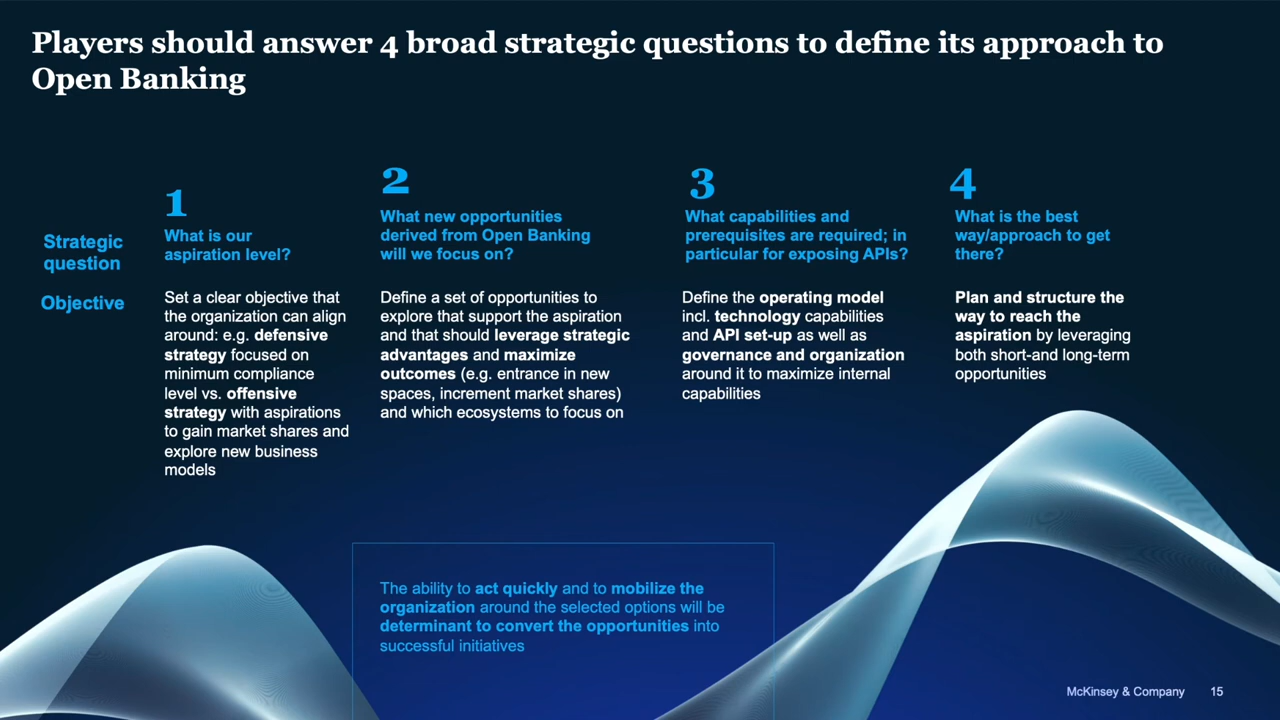 Players should answer 4 broad strategic questions to define its approach to
Open Banking
Strategic
question
Objective
1
What is our
aspiration level?
Set a clear objective that
the organization can align
around: e.g. defensive
strategy focused on
minimum compliance
level vs. offensive
strategy with aspirations
to gain market shares and
explore new business
models
2
What new opportunities
derived from Open Banking
will we focus on?
Define a set of opportunities to
explore that support the aspiration
and that should leverage strategic
advantages and maximize
outcomes (e.g. entrance in new
spaces, increment market shares)
and which ecosystems to focus on
3
What capabilities and
prerequisites are required; in
particular for exposing APIs?
Define the operating model
incl. technology capabilities
and API set-up as well as
governance and organization
around it to maximize internal
capabilities
4
What is the best
way/approach to get
there?
Plan and structure the
way to reach the
aspiration by leveraging
both short-and long-term
opportunities
The ability to act quickly and to mobilize the
organization around the selected options will be
determinant to convert the opportunities into
successful initiatives
McKinsey & Company 15